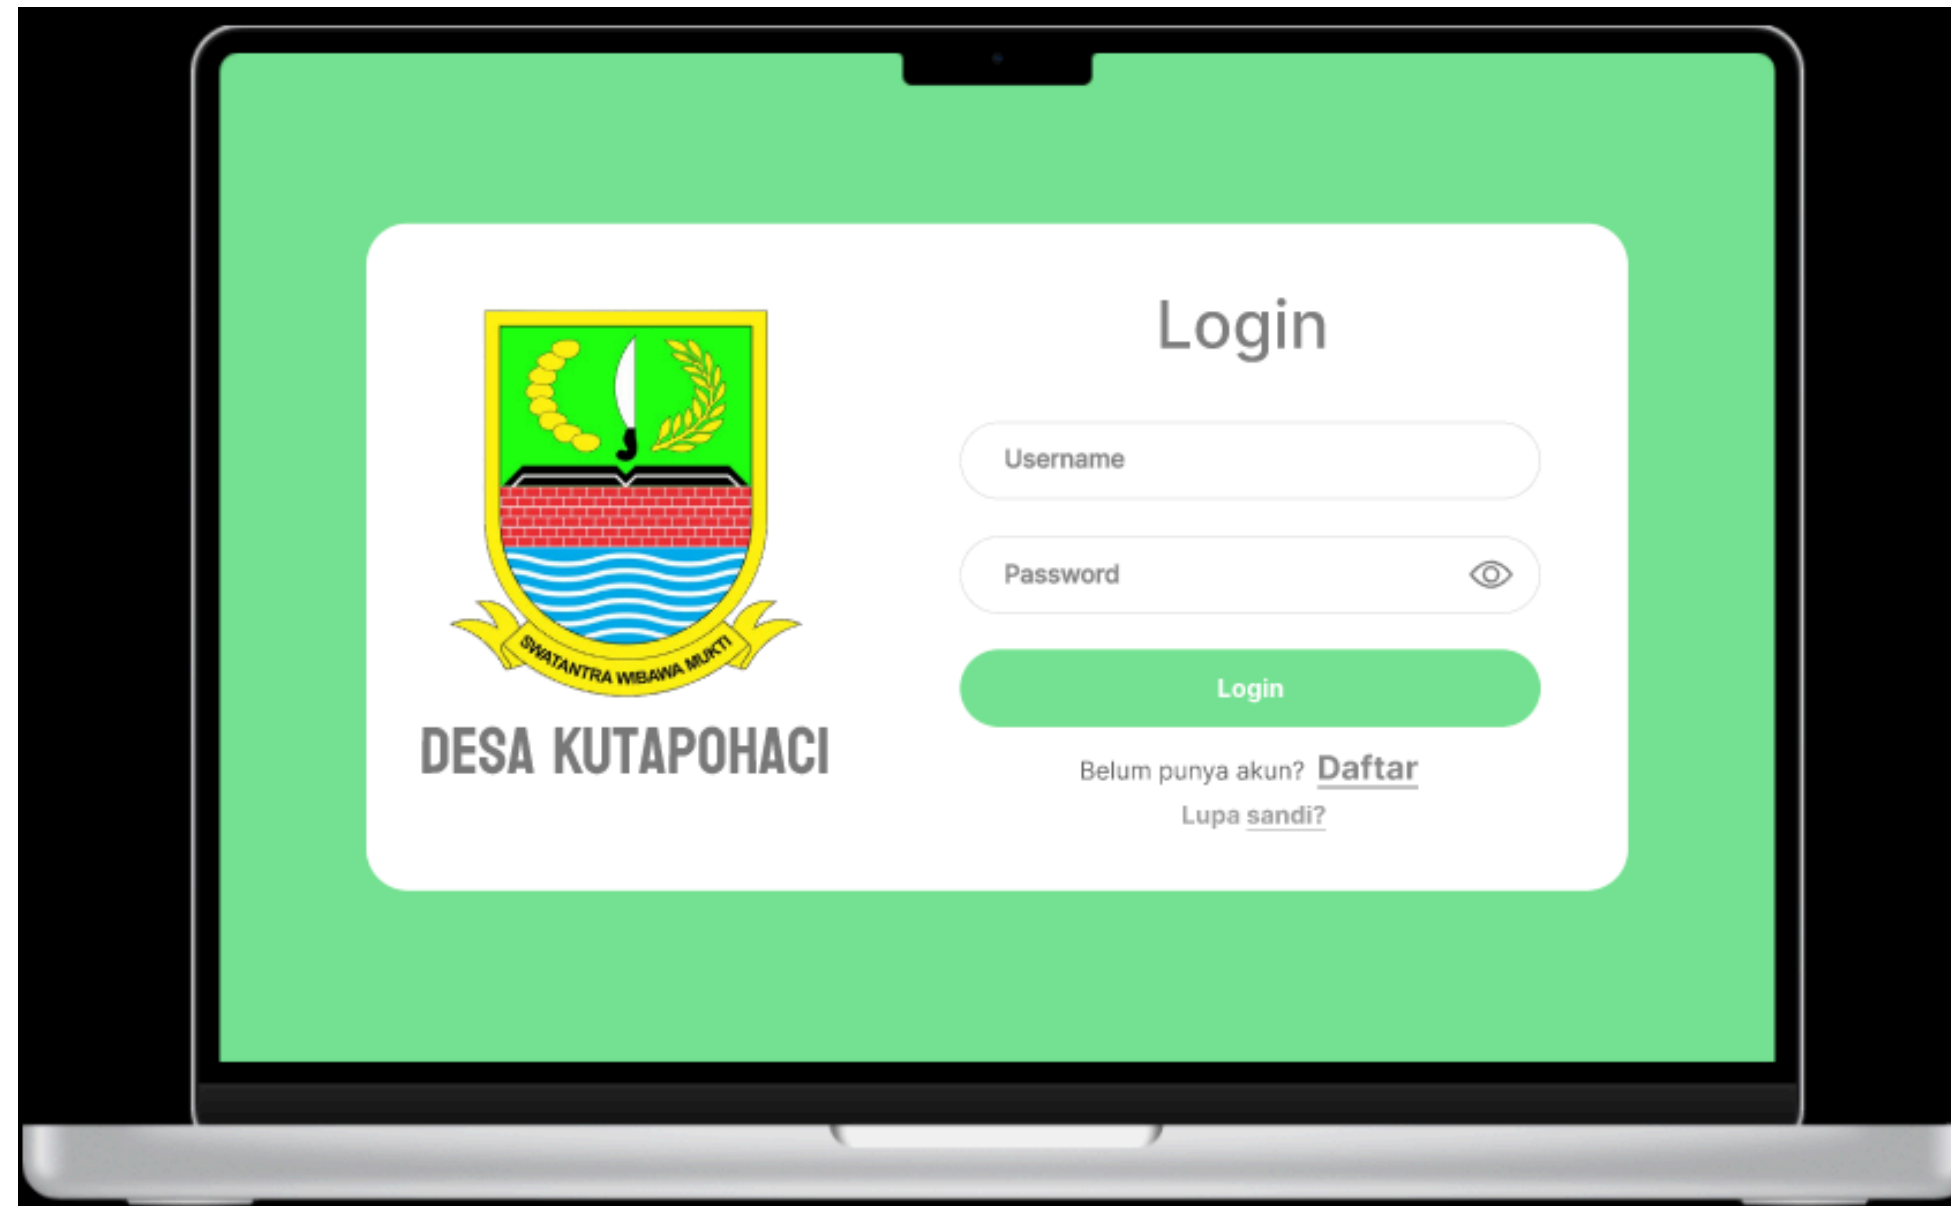 SWATANTRA WIBAWA MUKTI
DESA KUTAPOHACI
Login
Username
Password
Login
Belum punya akun? Daftar
Lupa sandi?